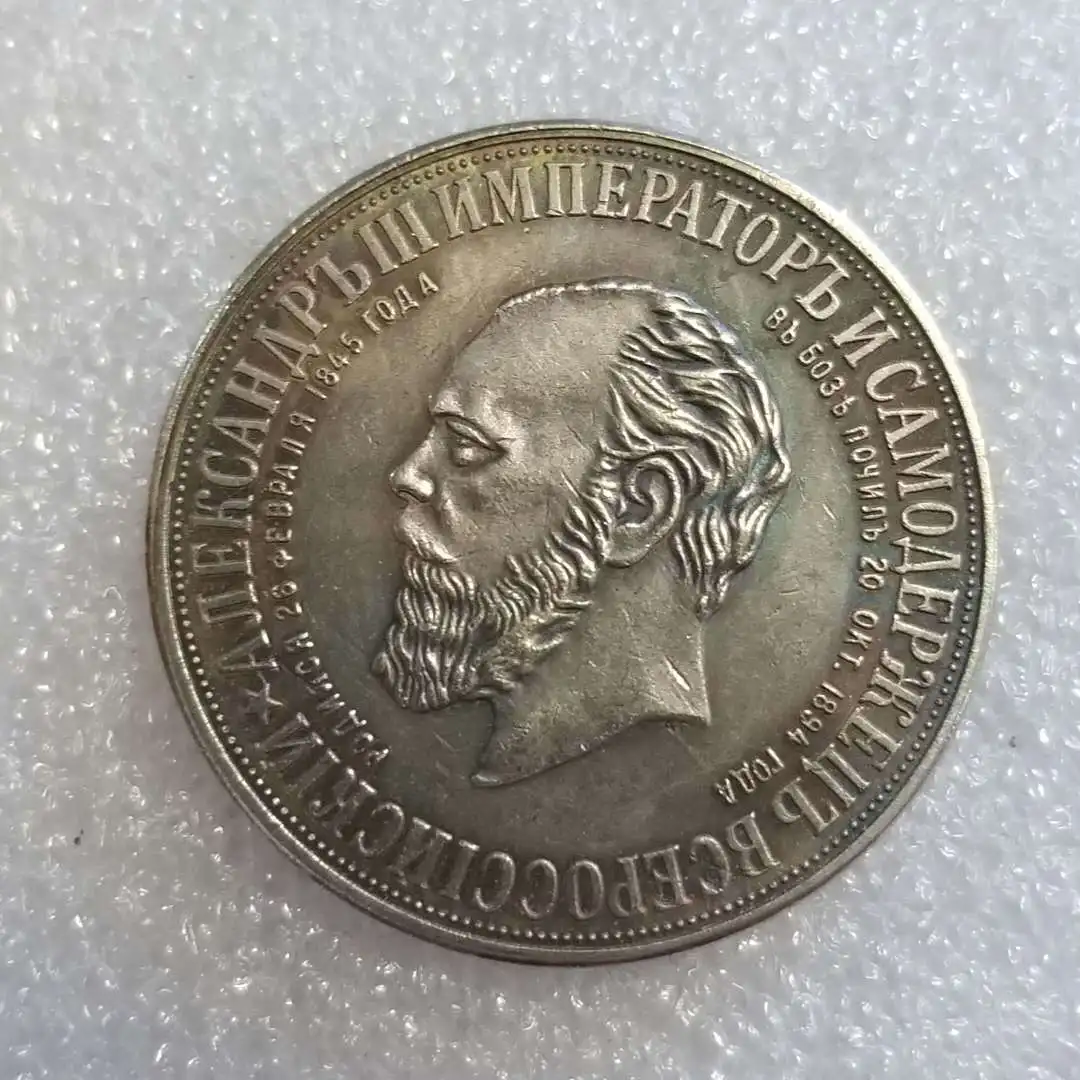 ★ АЛЕКСАНДРЪ III ИМПЕРАТОРЪ И САМОДЕРЖЕЦЪ ВСЕРОССІЙСКІЙ
РОДИЛСЯ 26 ФЕВРАЛЯ 1845 ГОДА
ВЪ БОЗѢ ПОЧИЛЪ 20 ОКТ. 1894 ГОДА